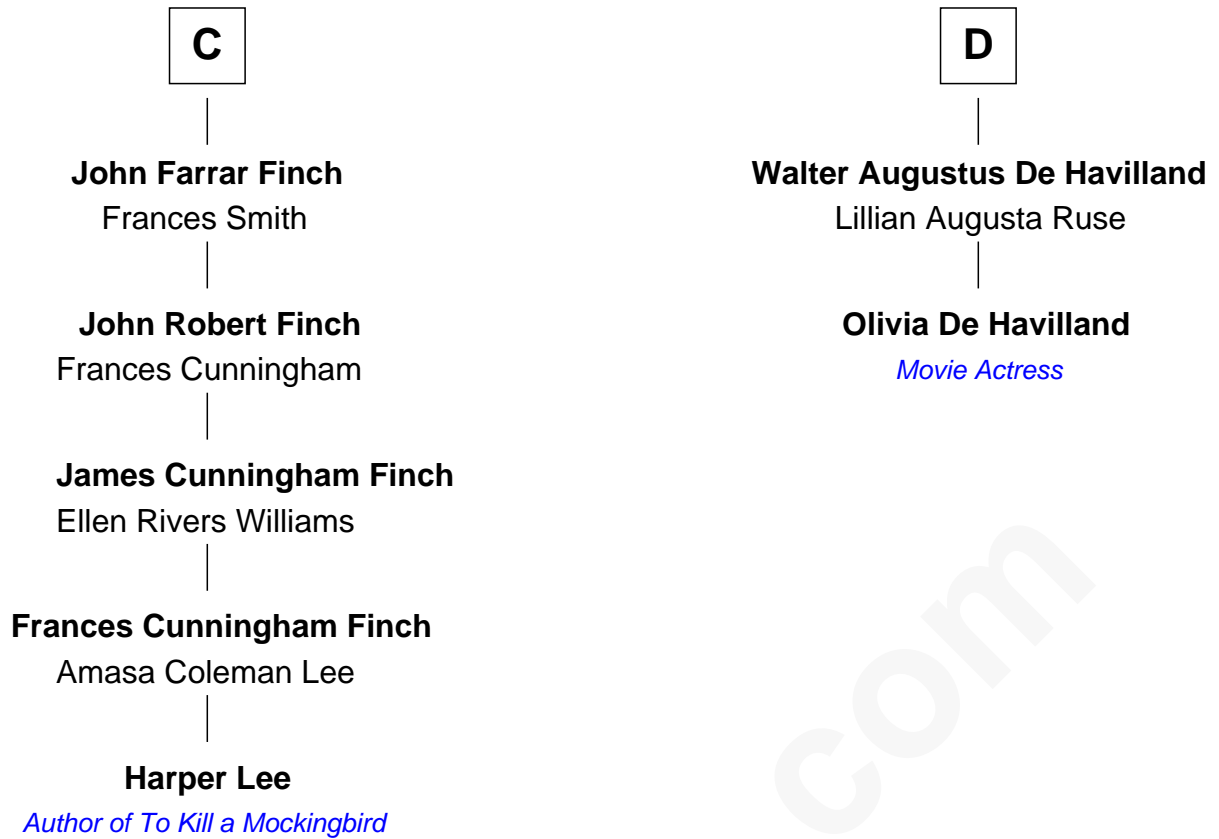 C
John Farrar Finch
Frances Smith
John Robert Finch
Frances Cunningham
James Cunningham Finch
Ellen Rivers Williams
Frances Cunningham Finch
Amasa Coleman Lee
Harper Lee
Author of To Kill a Mockingbird
D
Walter Augustus De Havilland
Lillian Augusta Ruse
Olivia De Havilland
Movie Actress
com